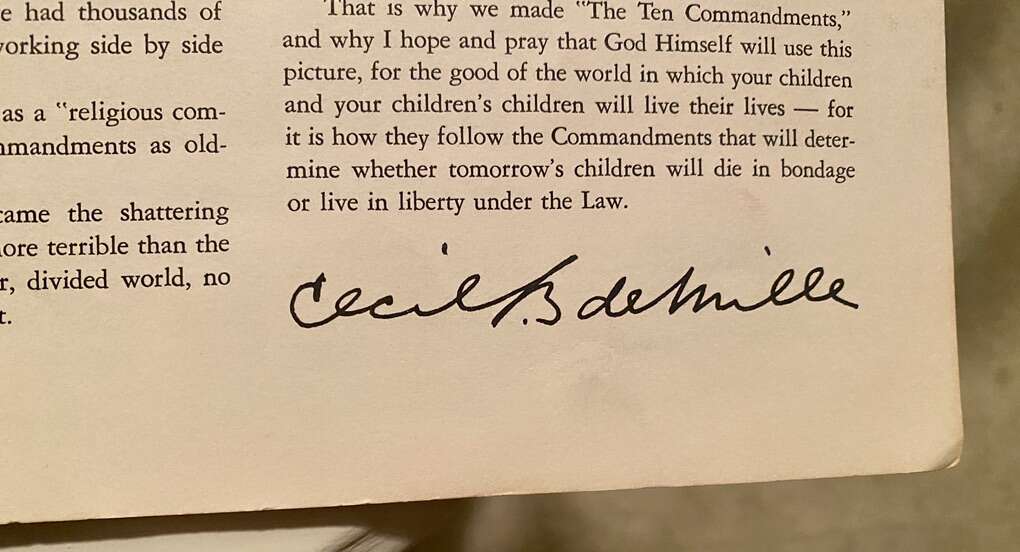 e had thousands of
orking side by side
as a "religious com-
mmandments as old-
came the shattering
ore terrible than the
r, divided world, no
t.
That is why we made "The Ten Commandments,"
and why I hope and pray that God Himself will use this
picture, for the good of the world in which your children
and your children's children will live their lives — for
it is how they follow the Commandments that will deter-
mine whether tomorrow's children will die in bondage
or live in liberty under the Law.
Cecil B deMille